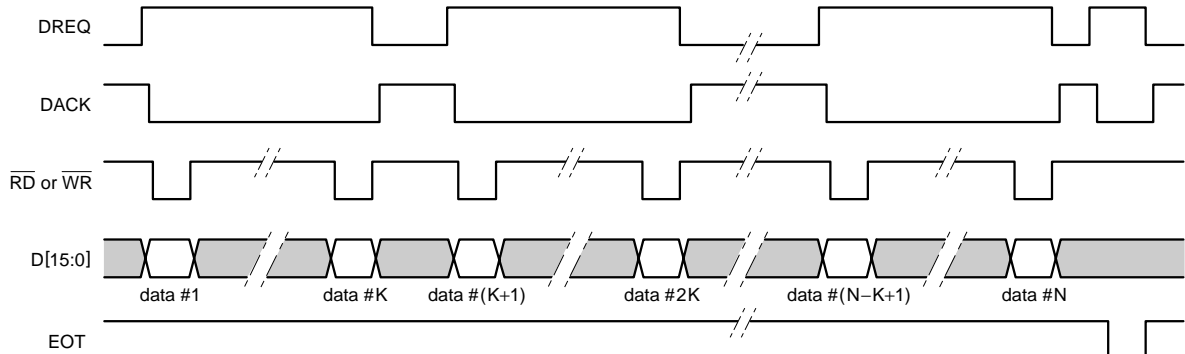 DREQ
DACK
RD or WR
D[15:0]
data #1 data #K data #(K+1) data #2K data #(N−K+1) data #N
EOT